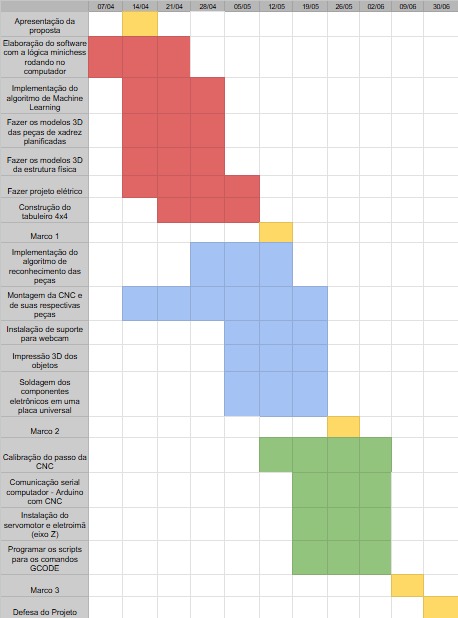 07/04 14/04 21/04 28/04 05/05 12/05 19/05 26/05 02/06 09/06 30/06
Apresentação da
proposta
Elaboração do software
com a lógica minichess
rodando no
computador
Implementação do
algoritmo de Machine
Learning
Fazer os modelos 3D
das peças de xadrez
planificadas
Fazer os modelos 3D
da estrutura física
Fazer projeto elétrico
Construção do
tabuleiro 4x4
Marco 1
Implementação do
algoritmo de
reconhecimento das
peças
Montagem da CNC e
de suas respectivas
peças
Instalação de suporte
para webcam
Impressão 3D dos
objetos
Soldagem dos
componentes
eletrônicos em uma
placa universal
Marco 2
Calibração do passo da
CNC
Comunicação serial
computador - Arduino
com CNC
Instalação do
servomotor e eletroimã
(eixo Z)
Programar os scripts
para os comandos
GCODE
Marco 3
Defesa do Projeto